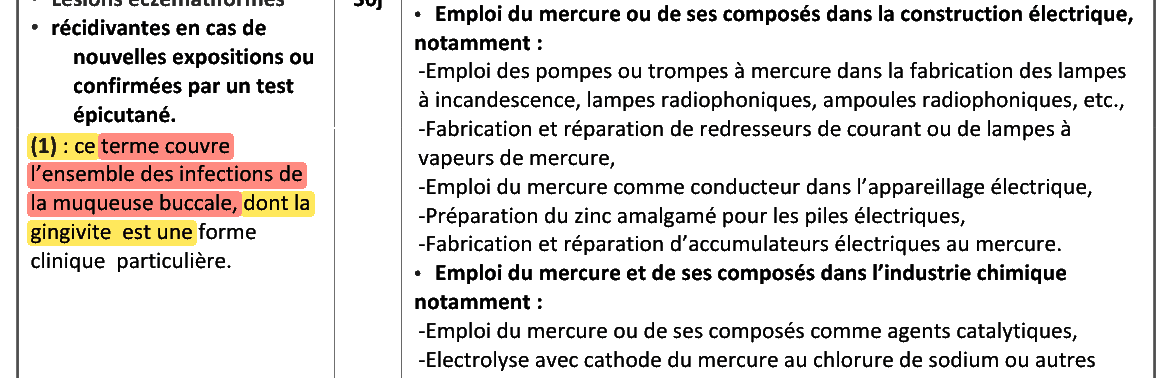 Lésions eczématiformes
• récidivantes en cas de
nouvelles expositions ou
confirmées par un test
épicutané.
(1) : ce terme couvre
l’ensemble des infections de
la muqueuse buccale, dont la
gingivite est une forme
clinique particulière.
30j
• Emploi du mercure ou de ses composés dans la construction électrique,
notamment :
-Emploi des pompes ou trompes à mercure dans la fabrication des lampes
à incandescence, lampes radiophoniques, ampoules radiophoniques, etc.,
-Fabrication et réparation de redresseurs de courant ou de lampes à
vapeurs de mercure,
-Emploi du mercure comme conducteur dans l’appareillage électrique,
-Préparation du zinc amalgamé pour les piles électriques,
-Fabrication et réparation d’accumulateurs électriques au mercure.
• Emploi du mercure et de ses composés dans l’industrie chimique
notamment :
-Emploi du mercure ou de ses composés comme agents catalytiques,
-Electrolyse avec cathode du mercure au chlorure de sodium ou autres